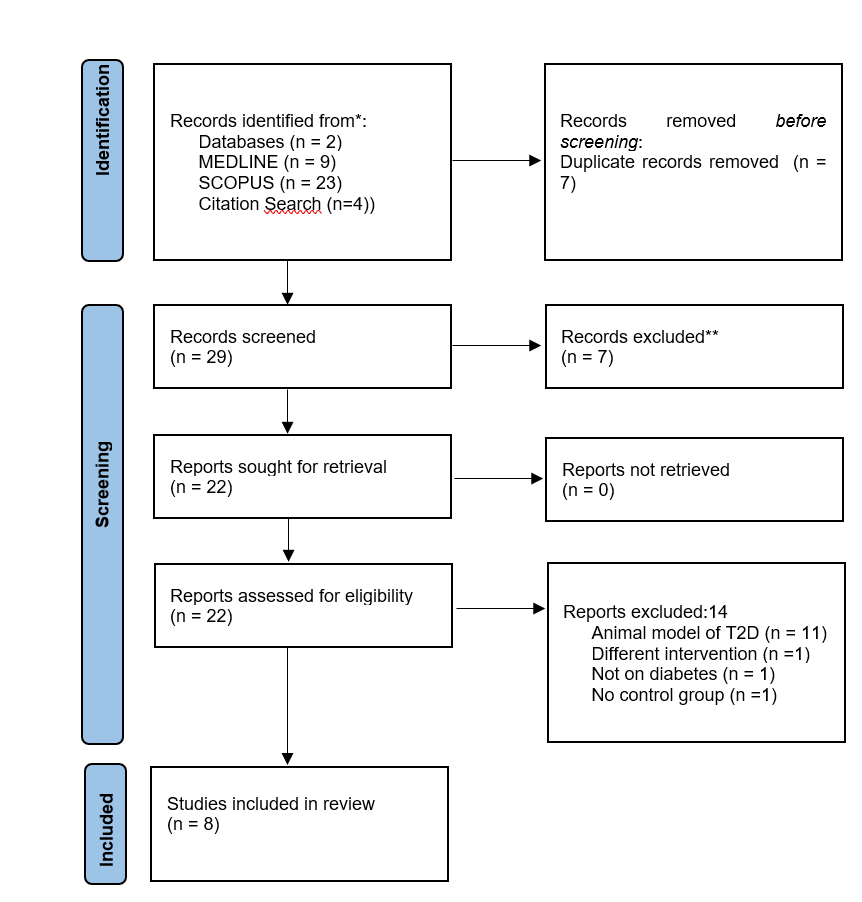 Identification
Records identified from*:
Databases (n = 2)
MEDLINE (n = 9)
SCOPUS (n = 23)
Citation Search (n=4))
Records removed before
screening:
Duplicate records removed (n =
7)
Screening
Records screened
(n = 29)
Records excluded**
(n = 7)
Reports sought for retrieval
(n = 22)
Reports not retrieved
(n = 0)
Reports assessed for eligibility
(n = 22)
Reports excluded:14
Animal model of T2D (n = 11)
Different intervention (n =1)
Not on diabetes (n = 1)
No control group (n =1)
Included
Studies included in review
(n = 8)